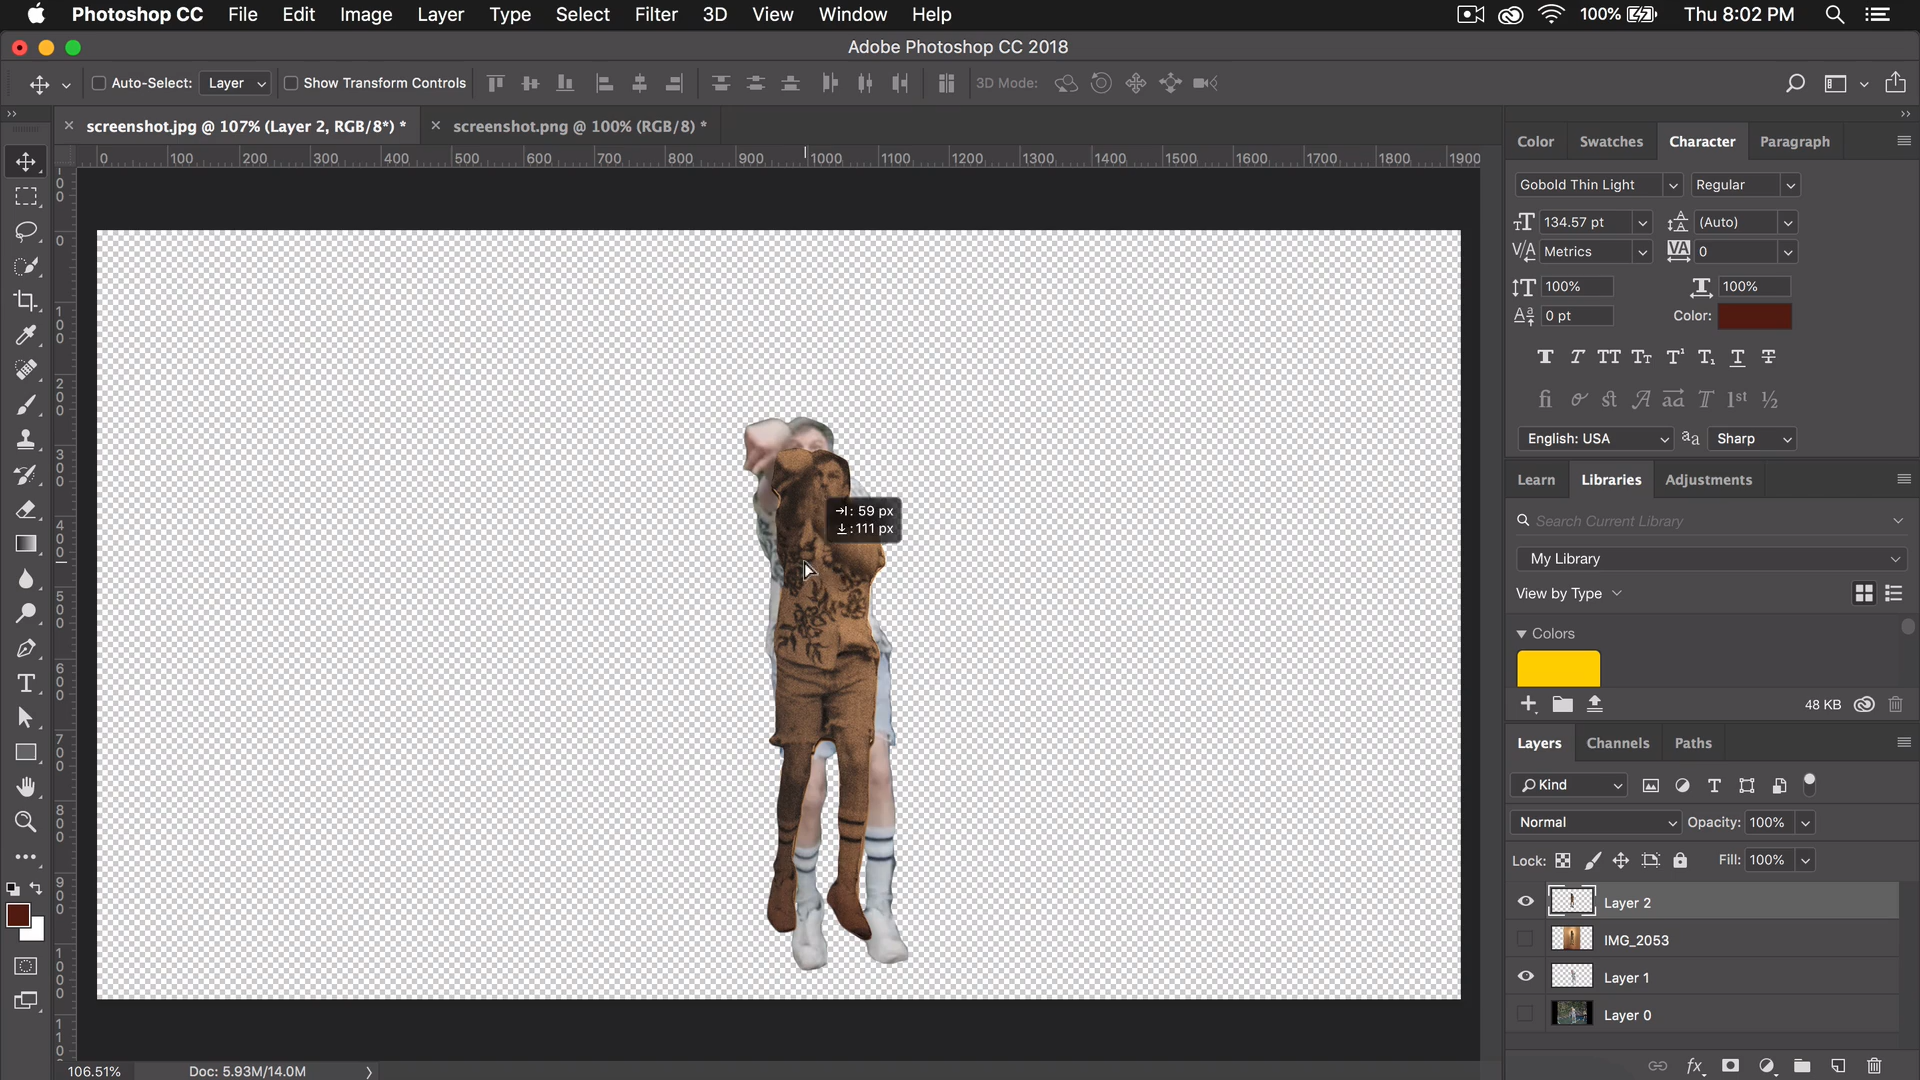 Photoshop CC File Edit Image Layer Type Select Filter 3D View Window Help 100% Thu 8:02 PM
Adobe Photoshop CC 2018
Auto-Select: Layer Show Transform Controls 3D Mode:
screenshot.jpg @ 107% (Layer 2, RGB/8*) * screenshot.png @ 100% (RGB/8) *
0 100 200 300 400 500 600 700 800 900 1000 1100 1200 1300 1400 1500 1600 1700 1800 1900
Color Swatches Character Paragraph
Gobold Thin Light Regular
134.57 pt (Auto)
Metrics 0
100% 100%
0 pt Color:
English: USA Sharp
Learn Libraries Adjustments
Search Current Library
My Library
View by Type
Colors
48 KB
59 px
111 px
Layers Channels Paths
Kind
Normal Opacity: 100%
Lock: Fill: 100%
Layer 2
IMG_2053
Layer 1
Layer 0
106.51% Doc: 5.93M/14.0M